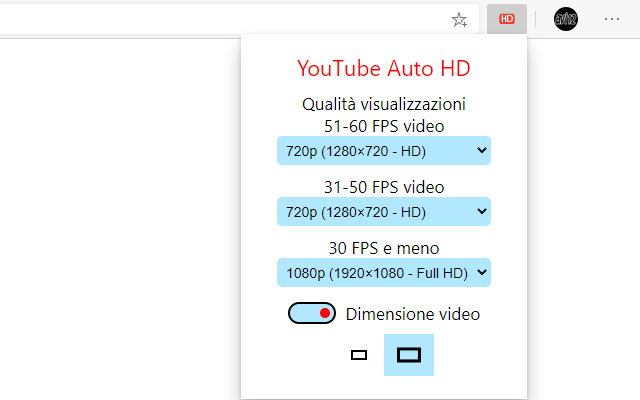 HD
YouTube Auto HD
Qualità visualizzazioni
51-60 FPS video
720p (1280×720 - HD)
31-50 FPS video
720p (1280×720 - HD)
30 FPS e meno
1080p (1920×1080 - Full HD)
Dimensione video